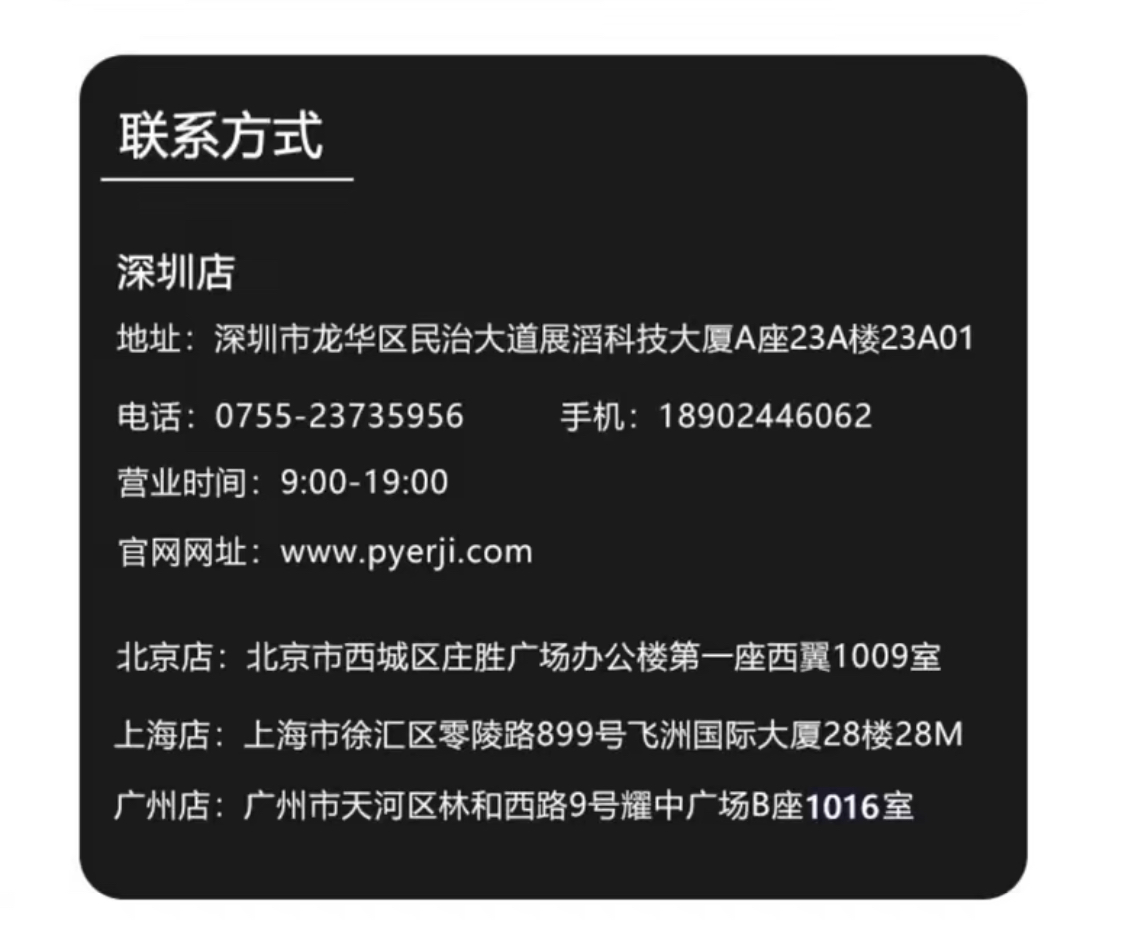 联系方式
深圳店
地址：深圳市龙华区民治大道展滔科技大厦A座23A楼23A01
电话：0755-23735956 手机：18902446062
营业时间：9:00-19:00
官网网址：www.pyerji.com
北京店：北京市西城区庄胜广场办公楼第一座西翼1009室
上海店：上海市徐汇区零陵路899号飞洲国际大厦28楼28M
广州店：广州市天河区林和西路9号耀中广场B座1016室